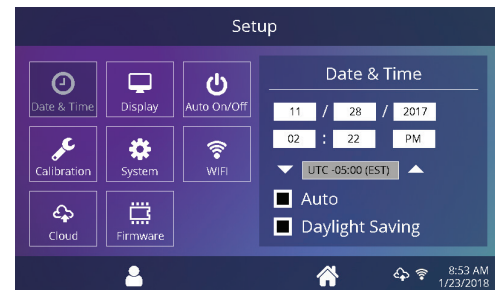 Setup
Date & Time
Display
Auto On/Off
Calibration
System
WIFI
Cloud
Firmware
Date & Time
11 / 28 / 2017
02 : 22 PM
UTC -05:00 (EST)
Auto
Daylight Saving
8:53 AM
1/23/2018